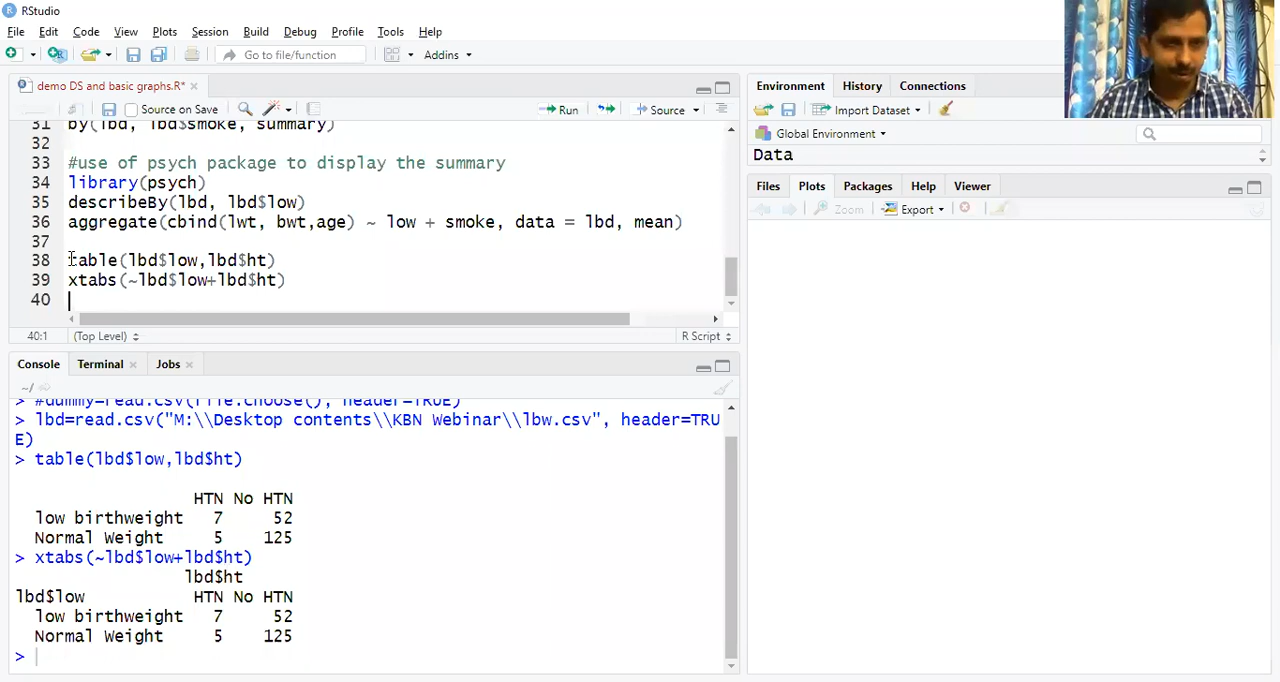 RStudio
File Edit Code View Plots Session Build Debug Profile Tools Help
Go to file/function Addins
demo DS and basic graphs.R*
Source on Save Run Source
31 by(lbd, lbd$smoke, summary)
32
33 #use of psych package to display the summary
34 library(psych)
35 describeBy(lbd, lbd$low)
36 aggregate(cbind(lwt, bwt,age) ~ low + smoke, data = lbd, mean)
37
38 table(lbd$low,lbd$ht)
39 xtabs(~lbd$low+lbd$ht)
40
40:1 (Top Level) R Script
Console Terminal Jobs
~/
> #dummy=read.csv(file.choose(), header=TRUE)
> lbd=read.csv("M:\\Desktop contents\\KBN Webinar\\lbw.csv", header=TRU
E)
> table(lbd$low,lbd$ht)
HTN No HTN
low birthweight 7 52
Normal Weight 5 125
> xtabs(~lbd$low+lbd$ht)
lbd$ht
lbd$low HTN No HTN
low birthweight 7 52
Normal Weight 5 125
>
Environment History Connections
Import Dataset
Global Environment
Data
Files Plots Packages Help Viewer
Zoom Export